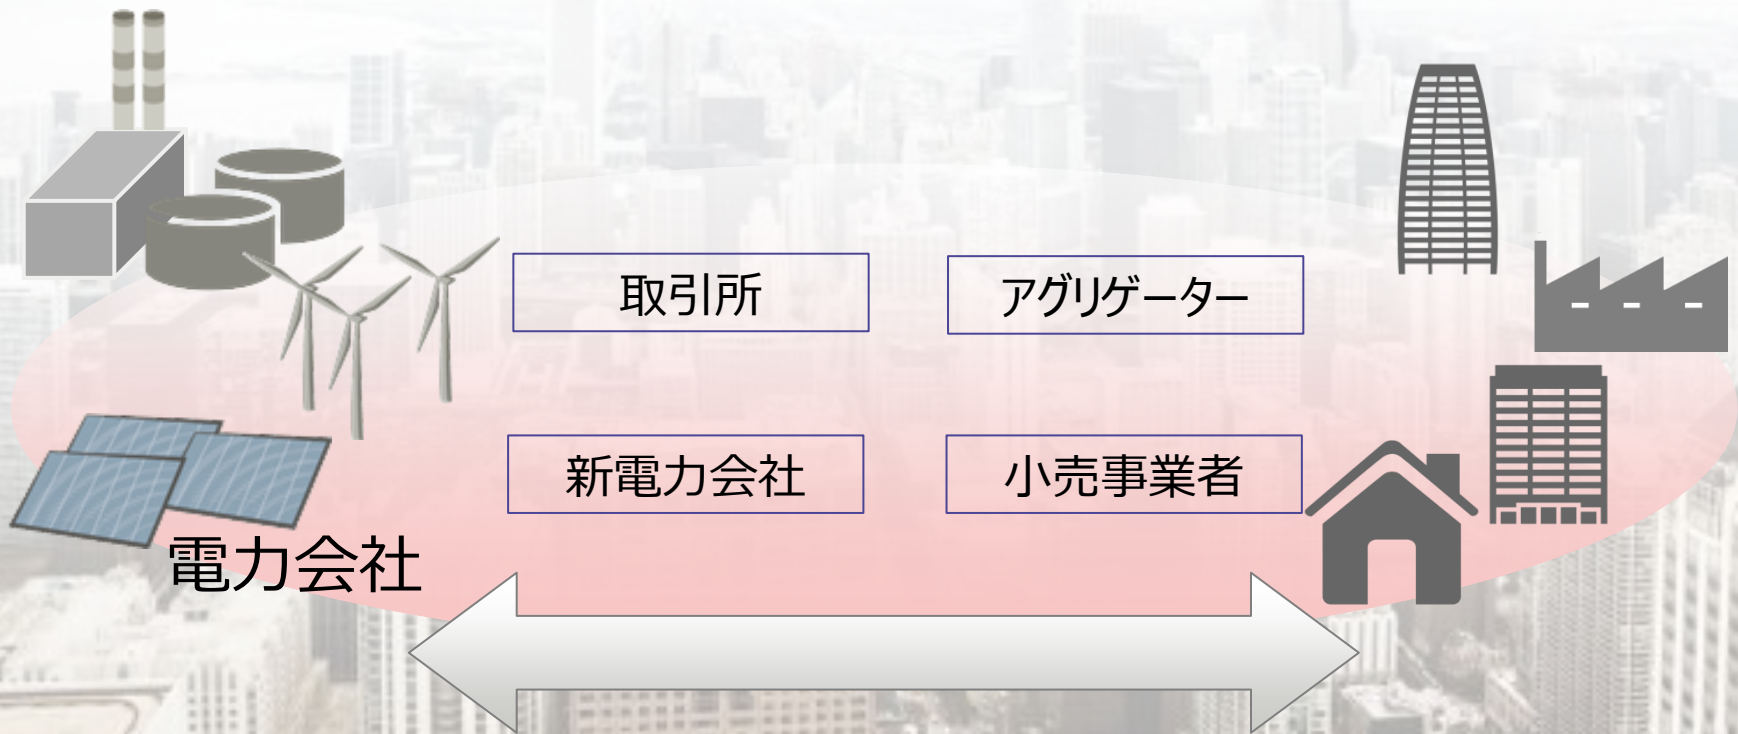 取引所
アグリゲーター
新電力会社
小売事業者
電力会社